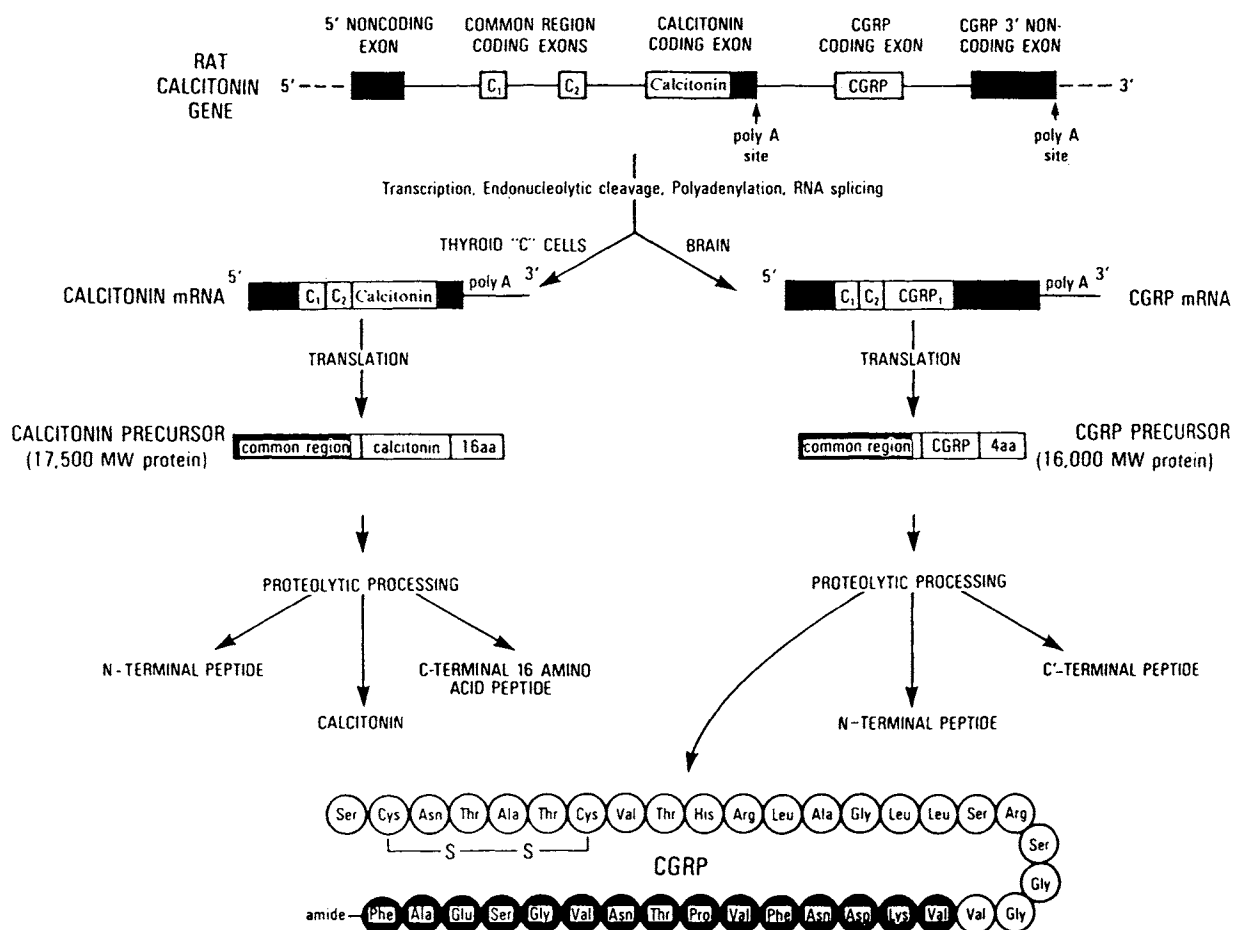 5′ NONCODING EXON
COMMON REGION CODING EXONS
CALCITONIN CODING EXON
CGRP CODING EXON
CGRP 3′ NON-CODING EXON
RAT CALCITONIN GENE
5′ C1 C2 Calcitonin CGRP 3′
poly A site
poly A site
Transcription, Endonucleolytic cleavage, Polyadenylation, RNA splicing
THYROID "C" CELLS
BRAIN
CALCITONIN mRNA
5′ C1 C2 Calcitonin poly A 3′
5′ C1 C2 CGRP1 poly A 3′
CGRP mRNA
TRANSLATION
TRANSLATION
CALCITONIN PRECURSOR
(17,500 MW protein)
common region calcitonin 16aa
common region CGRP 4aa
CGRP PRECURSOR
(16,000 MW protein)
PROTEOLYTIC PROCESSING
PROTEOLYTIC PROCESSING
N-TERMINAL PEPTIDE
CALCITONIN
C-TERMINAL 16 AMINO
ACID PEPTIDE
N-TERMINAL PEPTIDE
C′-TERMINAL PEPTIDE
Ser Cys Asn Thr Ala Thr Cys Val Thr His Arg Leu Ala Gly Leu Leu Ser Arg
Ser
Gly
S S
CGRP
amide Phe Ala Glu Ser Gly Val Asn Thr Pro Val Phe Asn Asp Lys Val Val Gly